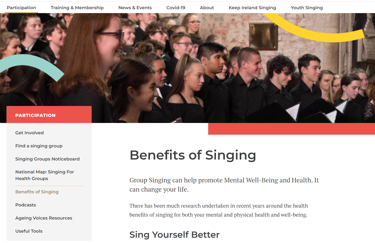 Participation Training & Membership News & Events Covid-19 About Keep Ireland Singing Youth Singing
PARTICIPATION
Get Involved
Find a singing group
Singing Groups Noticeboard
National Map: Singing For
Health Groups
Benefits of Singing
Podcasts
Ageing Voices Resources
Useful Tools
Benefits of Singing
Group Singing can help promote Mental Well-Being and Health. It
can change your life.
There has been much research undertaken in recent years around the health
benefits of singing for both your mental and physical health and well-being.
Sing Yourself Better